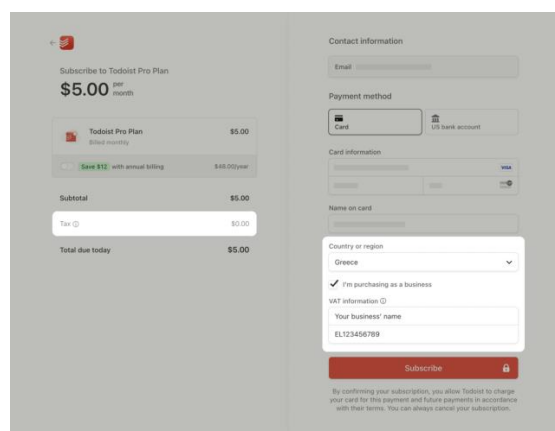 Subscribe to Todoist Pro Plan
$5.00 per month
Todoist Pro Plan $5.00
Billed monthly
Save $12 with annual billing $48.00/year
Subtotal $5.00
Tax $0.00
Total due today $5.00
Contact information
Email
Payment method
Card
US bank account
Card information
VISA
Name on card
Country or region
Greece
I'm purchasing as a business
VAT information
Your business' name
EL123456789
Subscribe
By confirming your subscription, you allow Todoist to charge
your card for this payment and future payments in accordance
with their terms. You can always cancel your subscription.